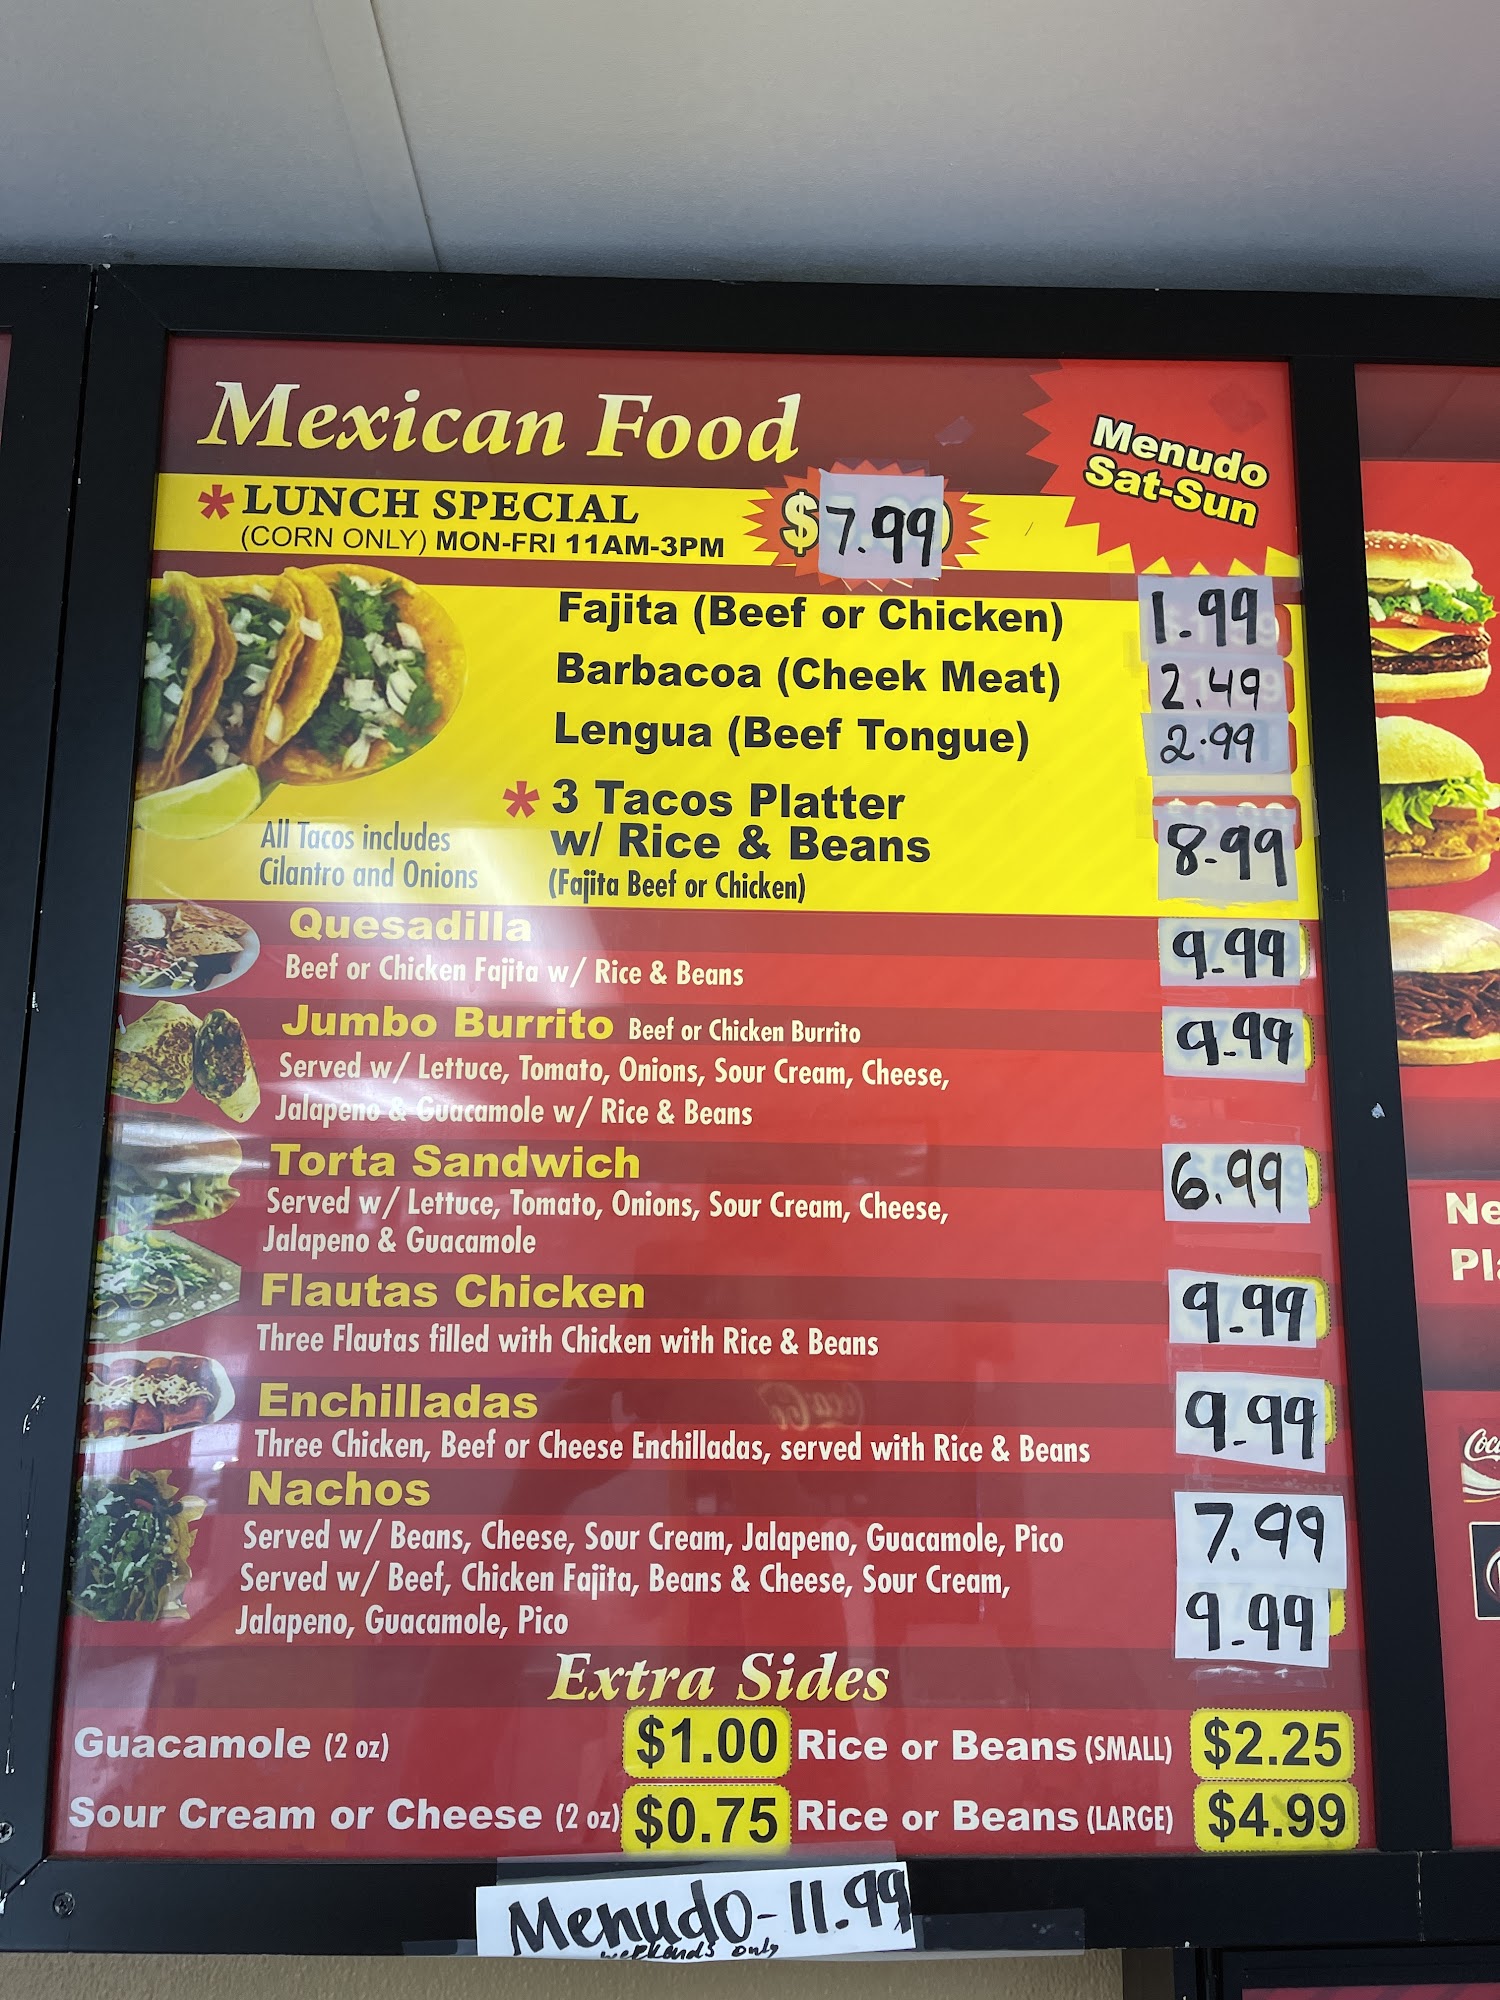 Mexican Food
Menudo
Sat-Sun
* LUNCH SPECIAL
(CORN ONLY) MON-FRI 11AM-3PM
$7.99
Fajita (Beef or Chicken) 1.99
Barbacoa (Cheek Meat) 2.49
Lengua (Beef Tongue) 2.99
* 3 Tacos Platter
w/ Rice & Beans 8.99
(Fajita Beef or Chicken)
All Tacos includes
Cilantro and Onions
Quesadilla 9.99
Beef or Chicken Fajita w/ Rice & Beans
Jumbo Burrito Beef or Chicken Burrito 9.99
Served w/ Lettuce, Tomato, Onions, Sour Cream, Cheese,
Jalapeno & Guacamole w/ Rice & Beans
Torta Sandwich 6.99
Served w/ Lettuce, Tomato, Onions, Sour Cream, Cheese,
Jalapeno & Guacamole
Flautas Chicken 9.99
Three Flautas filled with Chicken with Rice & Beans
Enchilladas 9.99
Three Chicken, Beef or Cheese Enchilladas, served with Rice & Beans
Nachos
Served w/ Beans, Cheese, Sour Cream, Jalapeno, Guacamole, Pico 7.99
Served w/ Beef, Chicken Fajita, Beans & Cheese, Sour Cream,
Jalapeno, Guacamole, Pico 9.99
Extra Sides
Guacamole (2 oz) $1.00 Rice or Beans (SMALL) $2.25
Sour Cream or Cheese (2 oz) $0.75 Rice or Beans (LARGE) $4.99
Menudo - 11.99
weekends only